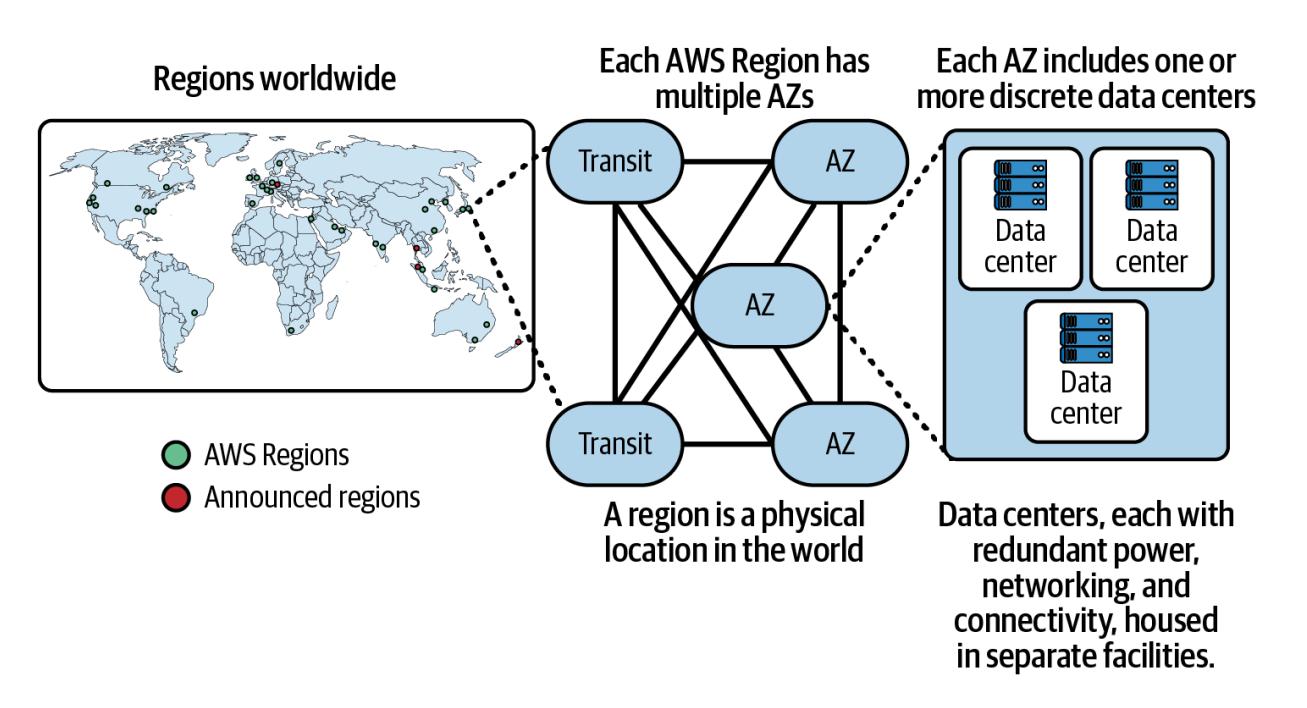 Regions worldwide
AWS Regions
Announced regions
Each AWS Region has
multiple AZs
Transit
AZ
AZ
Transit
AZ
A region is a physical
location in the world
Each AZ includes one or
more discrete data centers
Data
center
Data
center
Data
center
Data centers, each with
redundant power,
networking, and
connectivity, housed
in separate facilities.